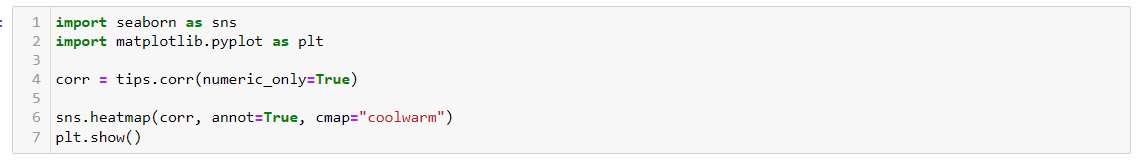 1 import seaborn as sns
2 import matplotlib.pyplot as plt
3
4 corr = tips.corr(numeric_only=True)
5
6 sns.heatmap(corr, annot=True, cmap="coolwarm")
7 plt.show()